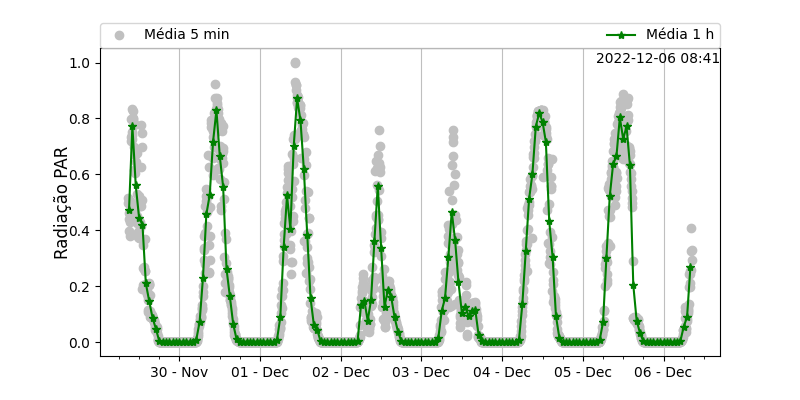 Média 5 min
Média 1 h
2022-12-06 08:41
Radiação PAR
1.0
0.8
0.6
0.4
0.2
0.0
30 - Nov
01 - Dec
02 - Dec
03 - Dec
04 - Dec
05 - Dec
06 - Dec